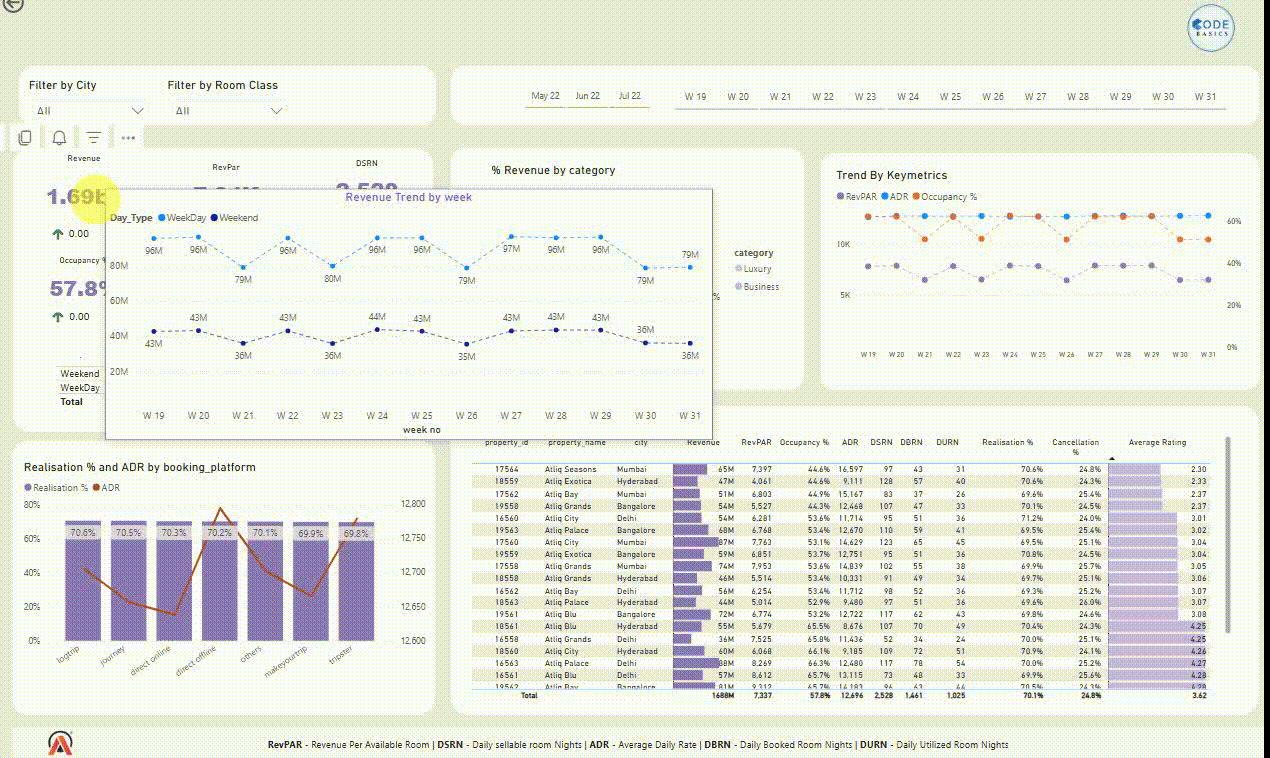 CODE
BASICS
Filter by City
Filter by Room Class
All
All
May 22 Jun 22 Jul 22
W 19 W 20 W 21 W 22 W 23 W 24 W 25 W 26 W 27 W 28 W 29 W 30 W 31
Revenue
RevPar
DSRN
0.00
Occupancy
57.8%
0.00
Weekend
WeekDay
Total
% Revenue by category
category
Luxury
Business
%
Revenue Trend by week
Day_Type WeekDay Weekend
96M 96M 79M 96M 80M 96M 96M 79M 97M 96M 96M 79M 79M
80M
60M
43M 43M 36M 43M 36M 44M 43M 35M 43M 43M 43M 36M 36M
40M
20M
W 19 W 20 W 21 W 22 W 23 W 24 W 25 W 26 W 27 W 28 W 29 W 30 W 31
week no
Trend By Keymetrics
RevPAR ADR Occupancy %
10K
5K
60%
40%
20%
0%
W 19 W 20 W 21 W 22 W 23 W 24 W 25 W 26 W 27 W 28 W 29 W 30 W 31
Realisation % and ADR by booking_platform
Realisation % ADR
80%
60%
40%
20%
0%
70.6% 70.5% 70.3% 70.2% 70.1% 69.9% 69.8%
12,800
12,750
12,700
12,650
12,600
logtrip journey direct online direct offline others makeyourtrip tripster
property_id property_name city Revenue RevPAR Occupancy % ADR DSRN DBRN DURN Realisation % Cancellation % Average Rating
17564 Atliq Seasons Mumbai 65M 7,397 44.6% 16,597 97 43 31 70.6% 24.8% 2.30
18559 Atliq Exotica Hyderabad 47M 4,061 44.6% 9,111 128 57 40 70.6% 24.3% 2.33
17562 Atliq Bay Mumbai 51M 6,803 44.9% 15,167 83 37 26 69.6% 25.4% 2.37
19558 Atliq Grands Bangalore 54M 5,527 44.3% 12,468 107 47 33 70.1% 24.5% 2.37
16560 Atliq City Delhi 54M 6,281 53.6% 11,714 95 51 36 71.2% 24.0% 3.01
19563 Atliq Palace Bangalore 68M 6,768 53.4% 12,670 110 59 41 69.5% 25.4% 3.02
17560 Atliq City Mumbai 87M 7,763 53.1% 14,629 123 65 45 69.5% 25.1% 3.04
19559 Atliq Exotica Bangalore 59M 6,851 53.7% 12,751 95 51 36 70.8% 24.5% 3.04
17558 Atliq Grands Mumbai 74M 7,953 53.6% 14,839 102 55 38 69.9% 25.7% 3.05
18558 Atliq Grands Hyderabad 46M 5,514 53.4% 10,331 91 49 34 69.7% 25.1% 3.06
16562 Atliq Bay Delhi 56M 6,254 53.4% 11,712 98 52 36 69.3% 25.2% 3.07
18563 Atliq Palace Hyderabad 44M 5,014 52.9% 9,480 97 51 36 69.6% 26.0% 3.07
19561 Atliq Blu Bangalore 72M 6,774 53.2% 12,722 117 62 43 69.8% 24.6% 3.08
18561 Atliq Blu Hyderabad 55M 5,679 65.5% 8,676 107 70 49 70.4% 24.3% 4.25
16558 Atliq Grands Delhi 36M 7,525 65.8% 11,436 52 34 24 70.0% 25.1% 4.25
18560 Atliq City Hyderabad 60M 6,068 66.1% 9,185 109 72 51 70.9% 24.1% 4.26
16563 Atliq Palace Delhi 88M 8,269 66.3% 12,480 117 78 54 70.0% 25.2% 4.27
16561 Atliq Blu Delhi 57M 8,612 65.7% 13,115 73 48 33 69.9% 25.6% 4.28
19562 Atliq Bay Bangalore 81M 9,312 65.7% 14,183 96 63 44 70.5% 24.3% 4.28
Total 1688M 7,337 57.8% 12,696 2,528 1,461 1,025 70.1% 24.8% 3.62
RevPAR - Revenue Per Available Room | DSRN - Daily sellable room Nights | ADR - Average Daily Rate | DBRN - Daily Booked Room Nights | DURN - Daily Utilized Room Nights